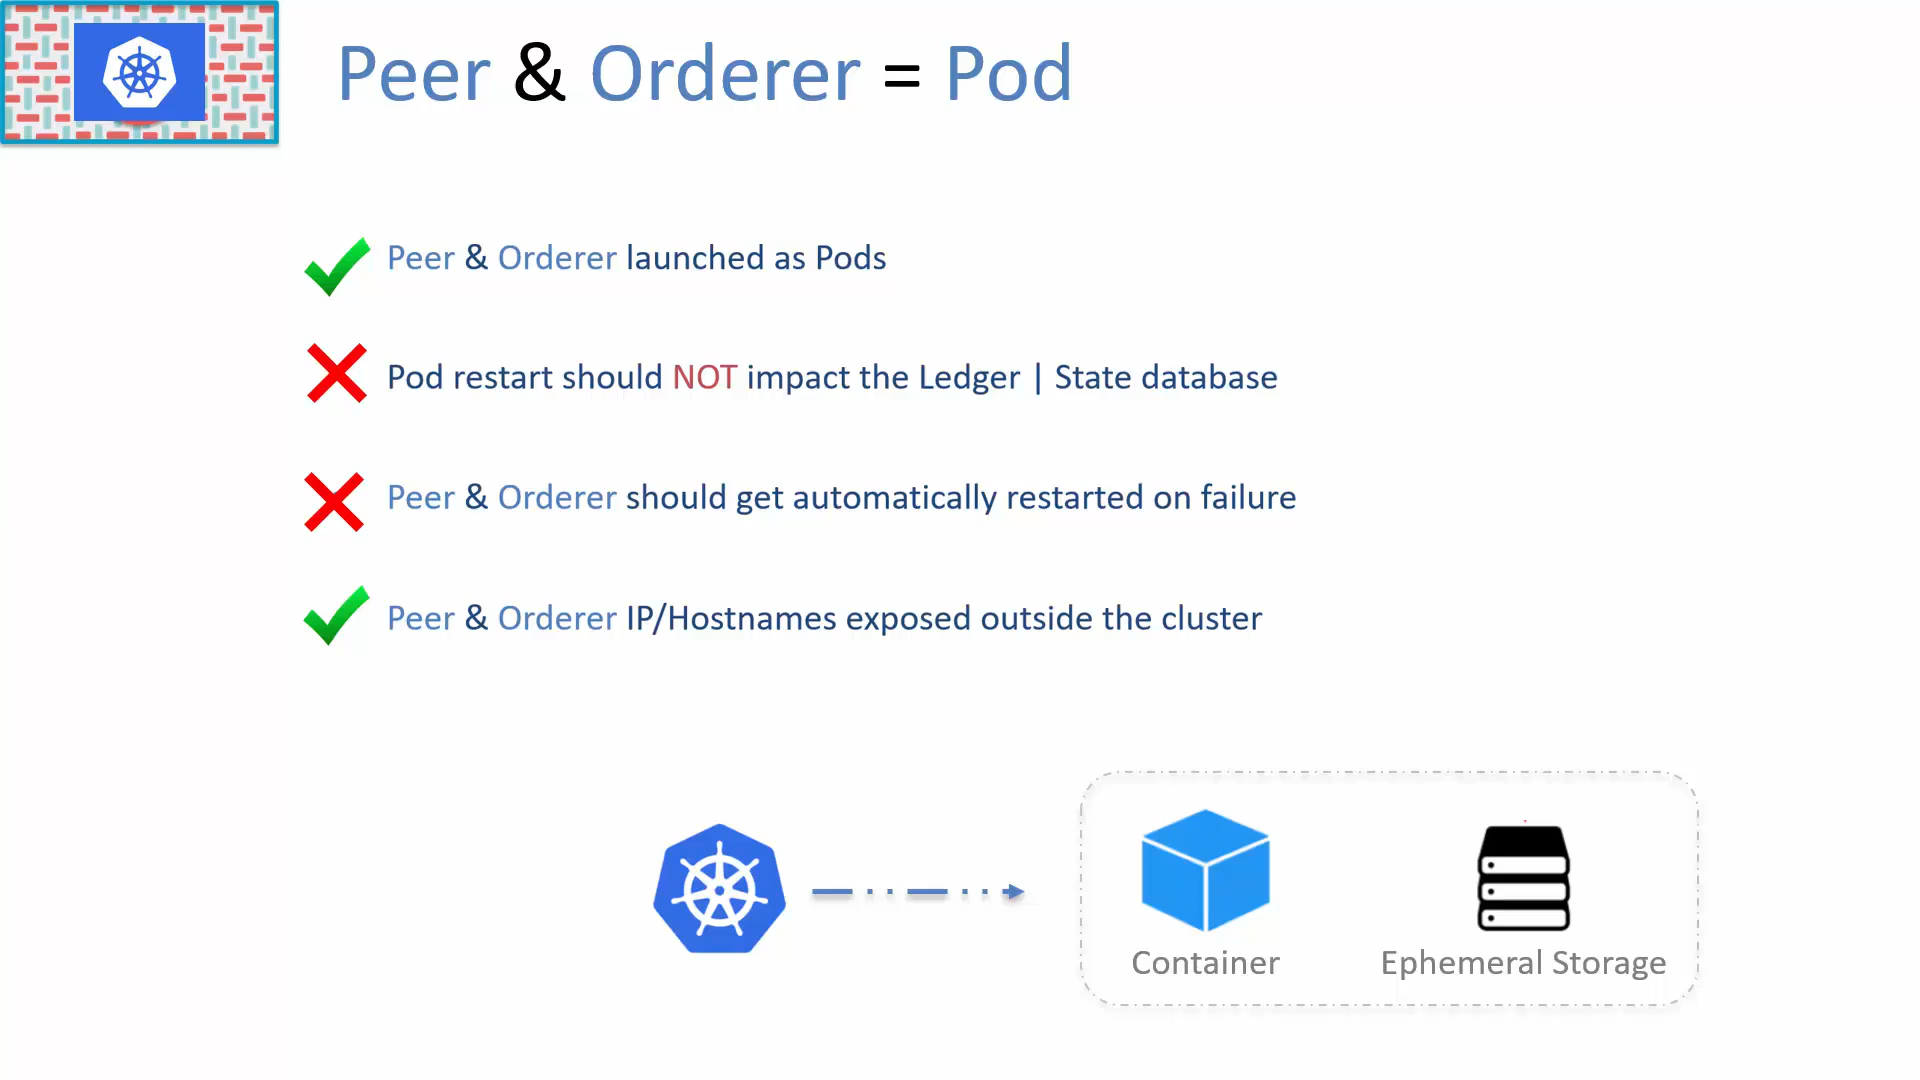 Peer & Orderer = Pod
Peer & Orderer launched as Pods
Pod restart should NOT impact the Ledger | State database
Peer & Orderer should get automatically restarted on failure
Peer & Orderer IP/Hostnames exposed outside the cluster
Container
Ephemeral Storage